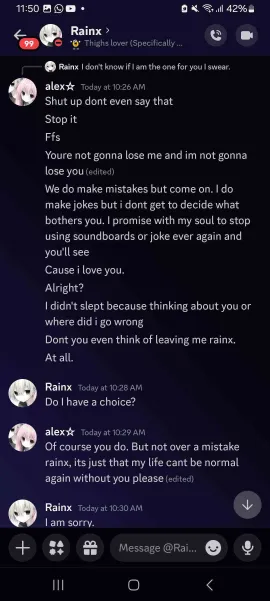 11:50
42%
99
Rainx >
Thighs lover (Specifically ...
Rainx I don't know if I am the one for you I swear.
alex☆ Today at 10:26 AM
Shut up dont even say that
Stop it
Ffs
Youre not gonna lose me and im not gonna
lose you (edited)
We do make mistakes but come on. I do
make jokes but i dont get to decide what
bothers you. I promise with my soul to stop
using soundboards or joke ever again and
you'll see
Cause i love you.
Alright?
I didn't slept because thinking about you or
where did i go wrong
Dont you even think of leaving me rainx.
At all.
Rainx Today at 10:28 AM
Do I have a choice?
alex☆ Today at 10:29 AM
Of course you do. But not over a mistake
rainx, its just that my life cant be normal
again without you please (edited)
Rainx Today at 10:30 AM
I am sorry.
Message @Rai...